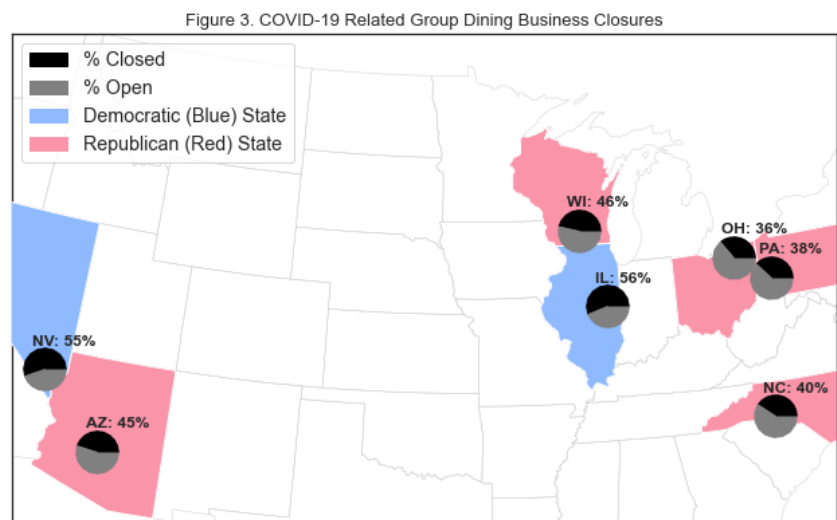 Figure 3. COVID-19 Related Group Dining Business Closures
% Closed
% Open
Democratic (Blue) State
Republican (Red) State
WI: 46%
OH: 36%
PA: 38%
IL: 56%
NV: 55%
NC: 40%
AZ: 45%